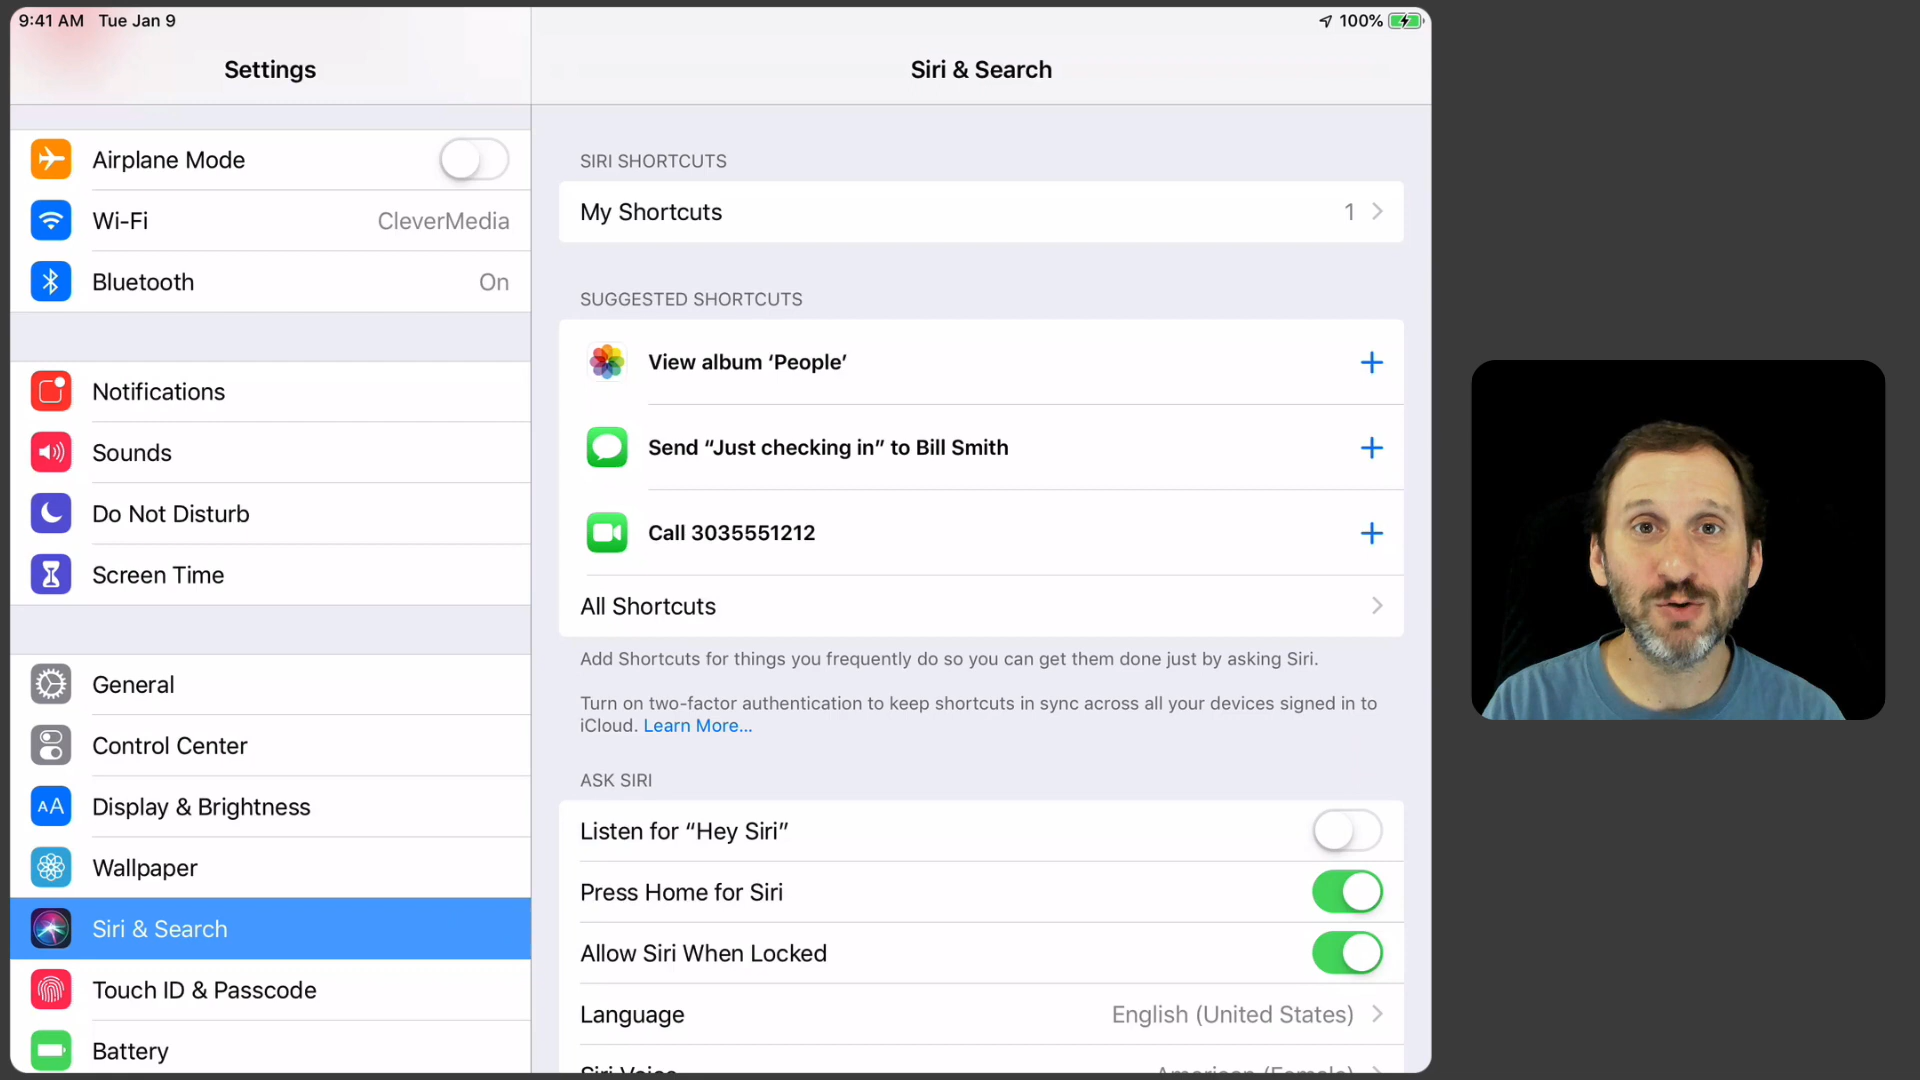 9:41 AM Tue Jan 9
100%
Settings
Airplane Mode
Wi-Fi CleverMedia
Bluetooth On
Notifications
Sounds
Do Not Disturb
Screen Time
General
Control Center
AA Display & Brightness
Wallpaper
Siri & Search
Touch ID & Passcode
Battery
Siri & Search
SIRI SHORTCUTS
My Shortcuts 1
SUGGESTED SHORTCUTS
View album ‘People’
Send “Just checking in” to Bill Smith
Call 3035551212
All Shortcuts
Add Shortcuts for things you frequently do so you can get them done just by asking Siri.
Turn on two-factor authentication to keep shortcuts in sync across all your devices signed in to
iCloud. Learn More...
ASK SIRI
Listen for “Hey Siri”
Press Home for Siri
Allow Siri When Locked
Language English (United States)
Siri Voice American (Female)